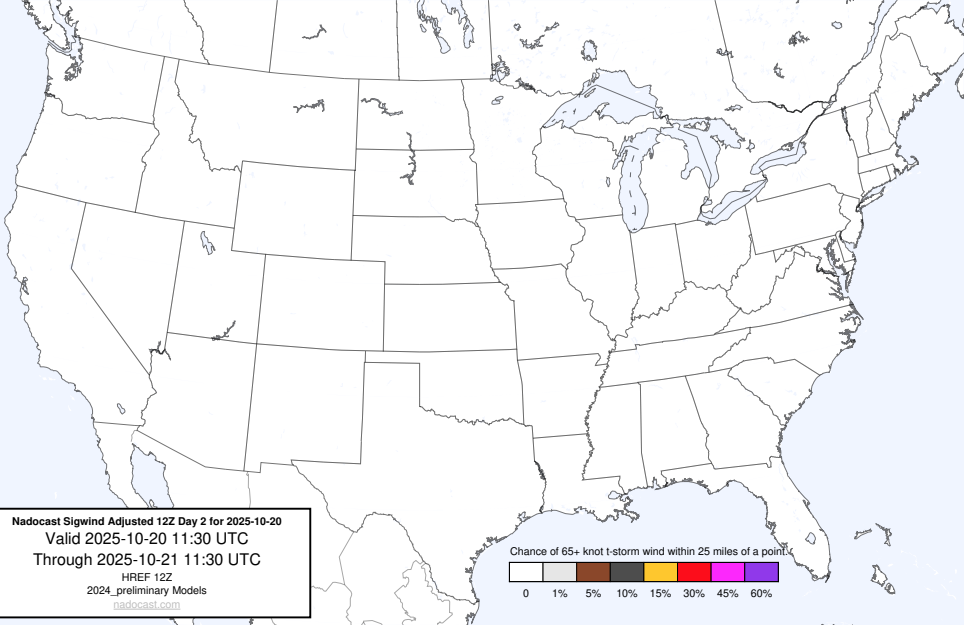 Nadocast Sigwind Adjusted 12Z Day 2 for 2025-10-20
Valid 2025-10-20 11:30 UTC
Through 2025-10-21 11:30 UTC
HREF 12Z
2024_preliminary Models
nadocast.com
Chance of 65+ knot t-storm wind within 25 miles of a point.
0 1% 5% 10% 15% 30% 45% 60%